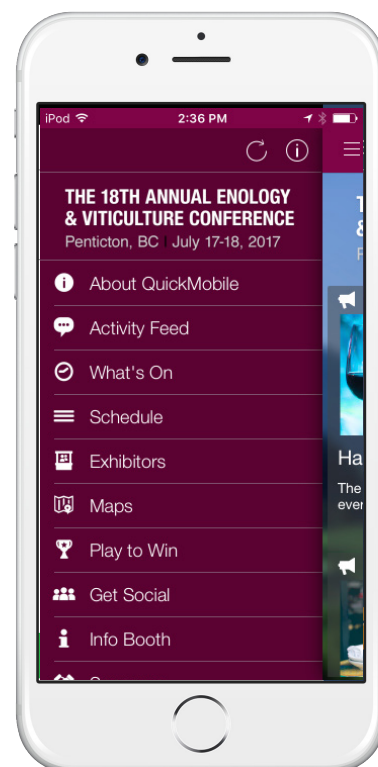 iPod 2:36 PM
THE 18TH ANNUAL ENOLOGY
& VITICULTURE CONFERENCE
Penticton, BC | July 17-18, 2017
About QuickMobile
Activity Feed
What's On
Schedule
Exhibitors
Maps
Play to Win
Get Social
Info Booth
Ha
The
ever